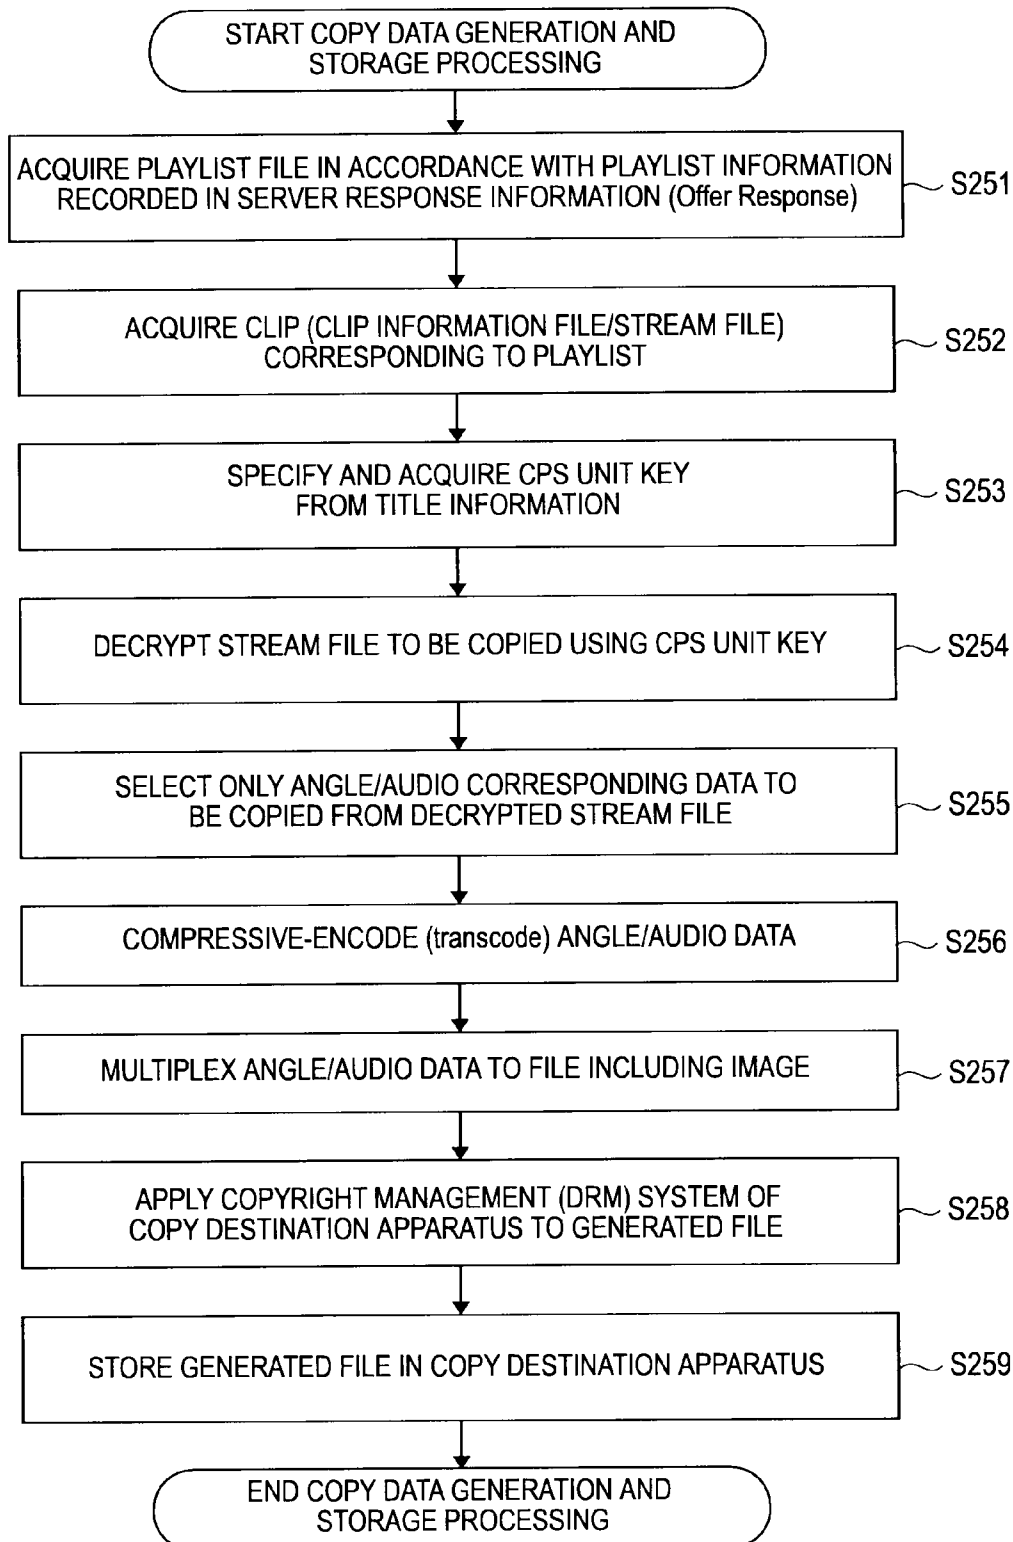 START COPY DATA GENERATION AND
STORAGE PROCESSING
ACQUIRE PLAYLIST FILE IN ACCORDANCE WITH PLAYLIST INFORMATION
RECORDED IN SERVER RESPONSE INFORMATION (Offer Response)
S251
ACQUIRE CLIP (CLIP INFORMATION FILE/STREAM FILE)
CORRESPONDING TO PLAYLIST
S252
SPECIFY AND ACQUIRE CPS UNIT KEY
FROM TITLE INFORMATION
S253
DECRYPT STREAM FILE TO BE COPIED USING CPS UNIT KEY
S254
SELECT ONLY ANGLE/AUDIO CORRESPONDING DATA TO
BE COPIED FROM DECRYPTED STREAM FILE
S255
COMPRESSIVE-ENCODE (transcode) ANGLE/AUDIO DATA
S256
MULTIPLEX ANGLE/AUDIO DATA TO FILE INCLUDING IMAGE
S257
APPLY COPYRIGHT MANAGEMENT (DRM) SYSTEM OF
COPY DESTINATION APPARATUS TO GENERATED FILE
S258
STORE GENERATED FILE IN COPY DESTINATION APPARATUS
S259
END COPY DATA GENERATION AND
STORAGE PROCESSING